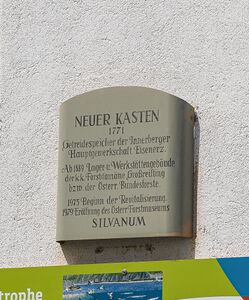 NEUER KASTEN
1771
Getreidespeicher der Innerberger
Hauptgewerkschaft Eisenerz.
Ab 1889 Lager u. Werkstättengebäude
der k.k. Forstdomäne Großreifling
bzw. der Österr. Bundesforste.
1975 Beginn der Revitalisierung.
1979 Eröffnung des Österr. Forstmuseums
SILVANUM
trophe